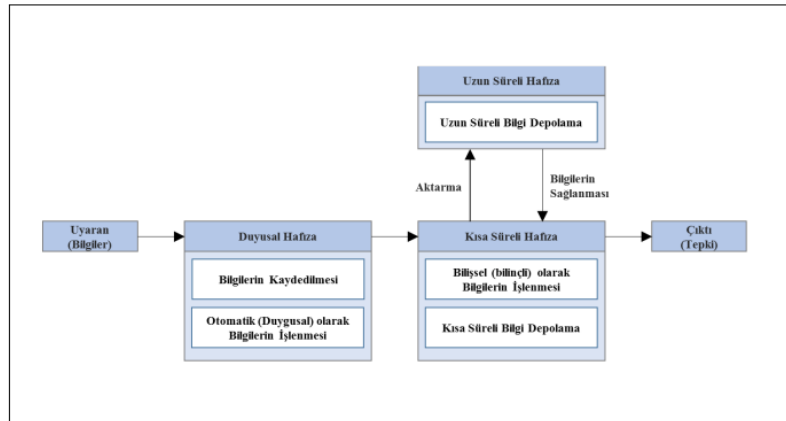 Uzun Süreli Hafıza
Uzun Süreli Bilgi Depolama
Aktarma
Bilgilerin
Sağlanması
Uyaran
(Bilgiler)
Duyusal Hafıza
Bilgilerin Kaydedilmesi
Otomatik (Duygusal) olarak
Bilgilerin İşlenmesi
Kısa Süreli Hafıza
Bilişsel (bilinçli) olarak
Bilgilerin İşlenmesi
Kısa Süreli Bilgi Depolama
Çıktı
(Tepki)